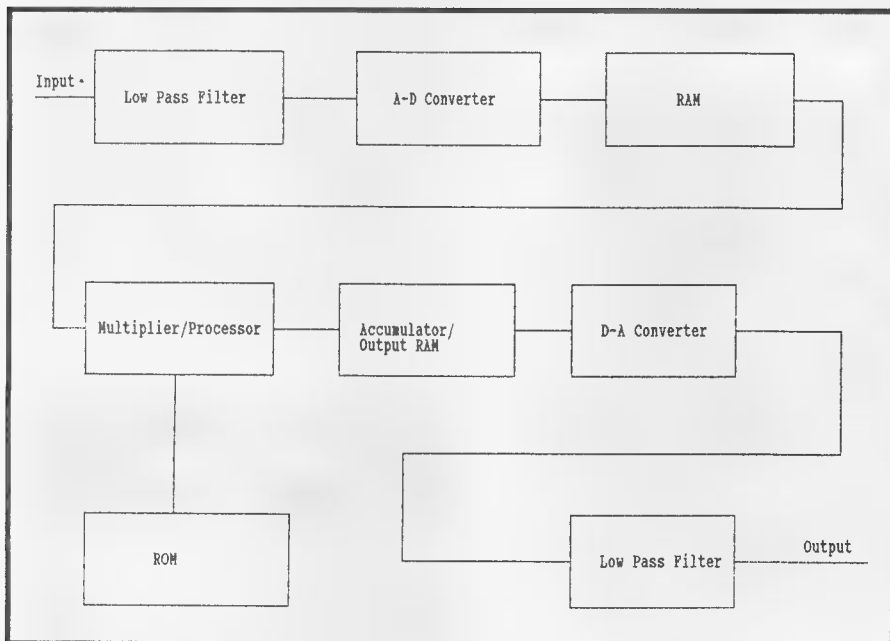 Input
Low Pass Filter
A-D Converter
RAM
Multiplier/Processor
Accumulator/
Output RAM
D-A Converter
ROM
Low Pass Filter
Output